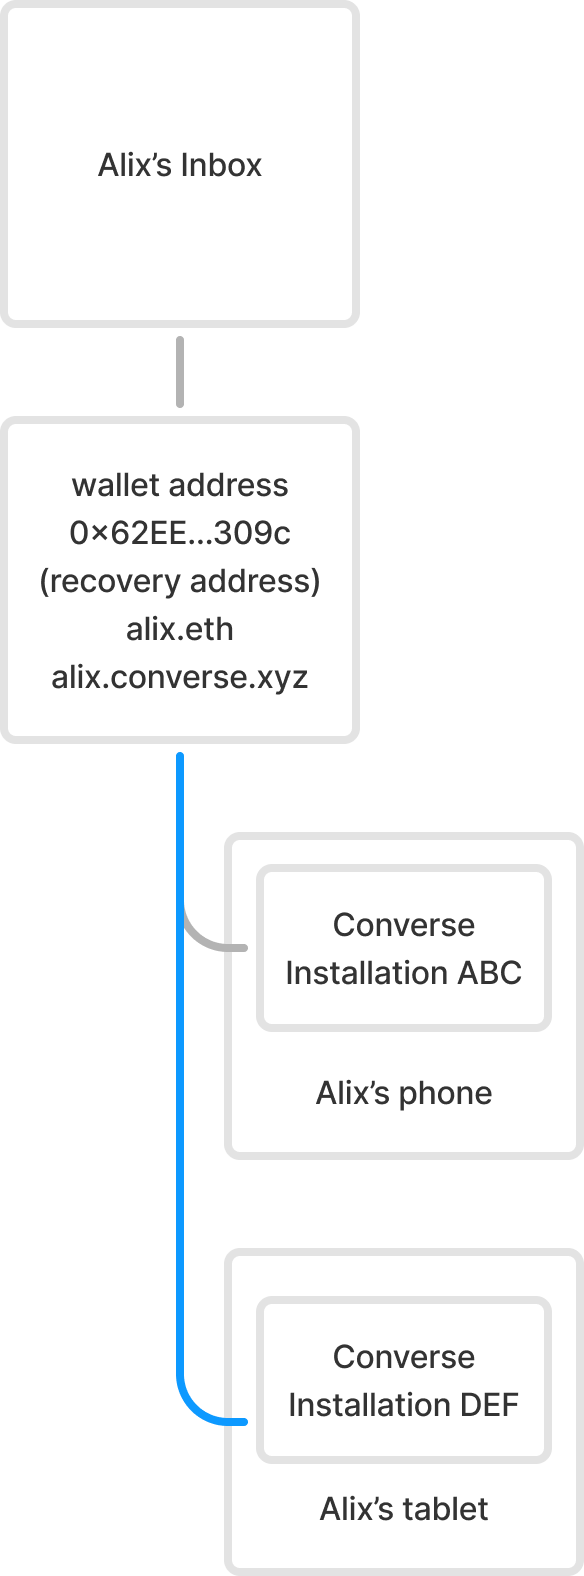 Alix’s Inbox
wallet address
0×62EE...309c
(recovery address)
alix.eth
alix.converse.xyz
Converse
Installation ABC
Alix’s phone
Converse
Installation DEF
Alix’s tablet